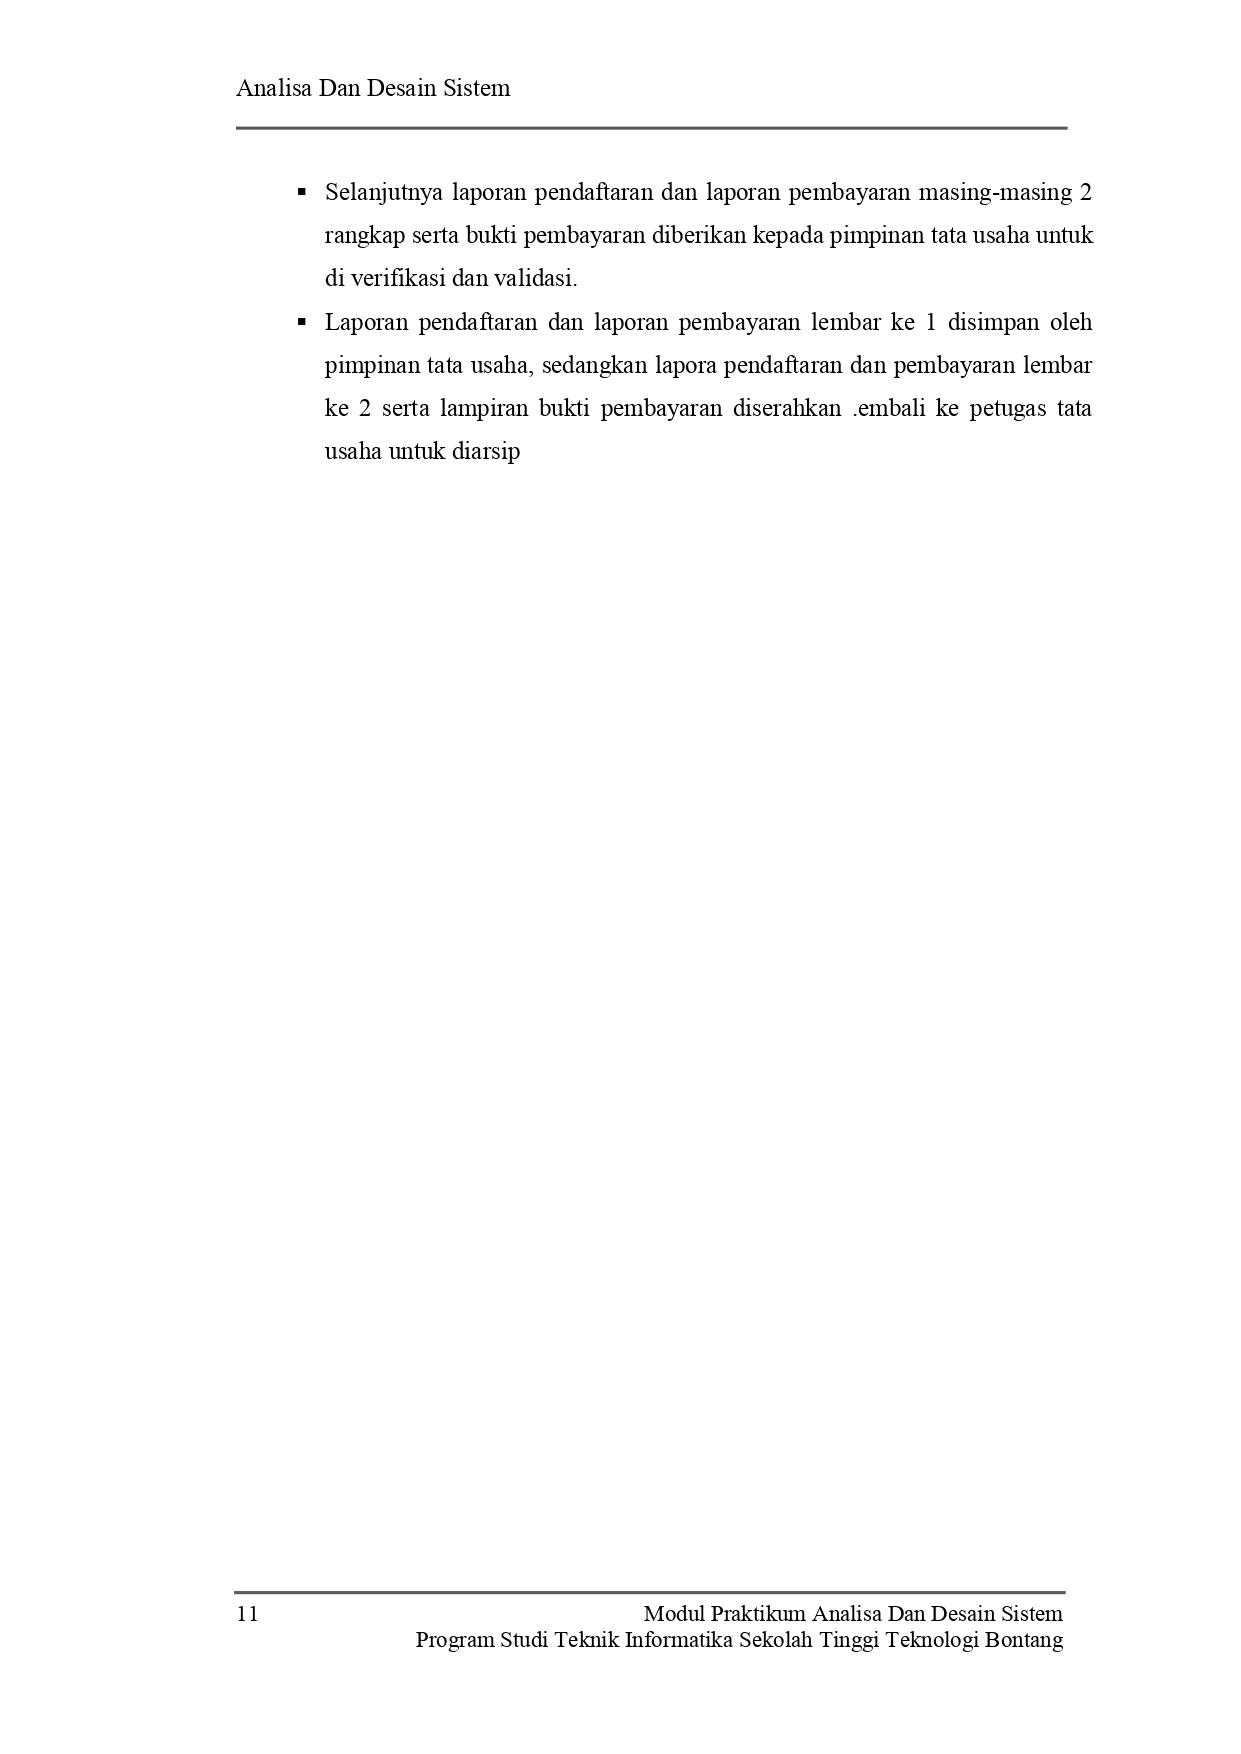 Analisa Dan Desain Sistem
▪ Selanjutnya laporan pendaftaran dan laporan pembayaran masing-masing 2
rangkap serta bukti pembayaran diberikan kepada pimpinan tata usaha untuk
di verifikasi dan validasi.
▪ Laporan pendaftaran dan laporan pembayaran lembar ke 1 disimpan oleh
pimpinan tata usaha, sedangkan lapora pendaftaran dan pembayaran lembar
ke 2 serta lampiran bukti pembayaran diserahkan .embali ke petugas tata
usaha untuk diarsip
11 Modul Praktikum Analisa Dan Desain Sistem
Program Studi Teknik Informatika Sekolah Tinggi Teknologi Bontang